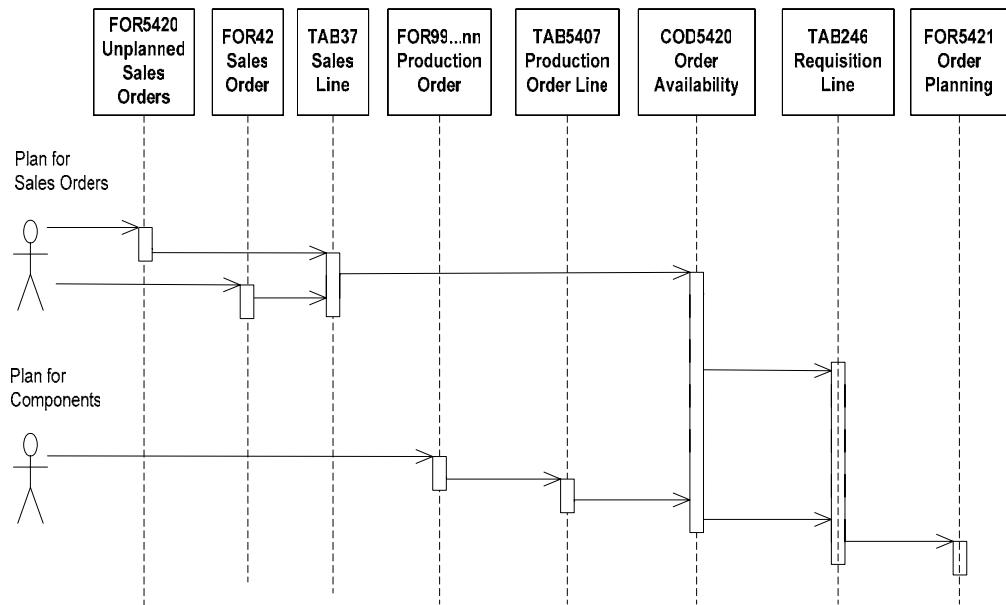 FOR5420
Unplanned
Sales
Orders
FOR42
Sales
Order
TAB37
Sales
Line
FOR99...nn
Production
Order
TAB5407
Production
Order Line
COD5420
Order
Availability
TAB246
Requisition
Line
FOR5421
Order
Planning
Plan for
Sales Orders
Plan for
Components